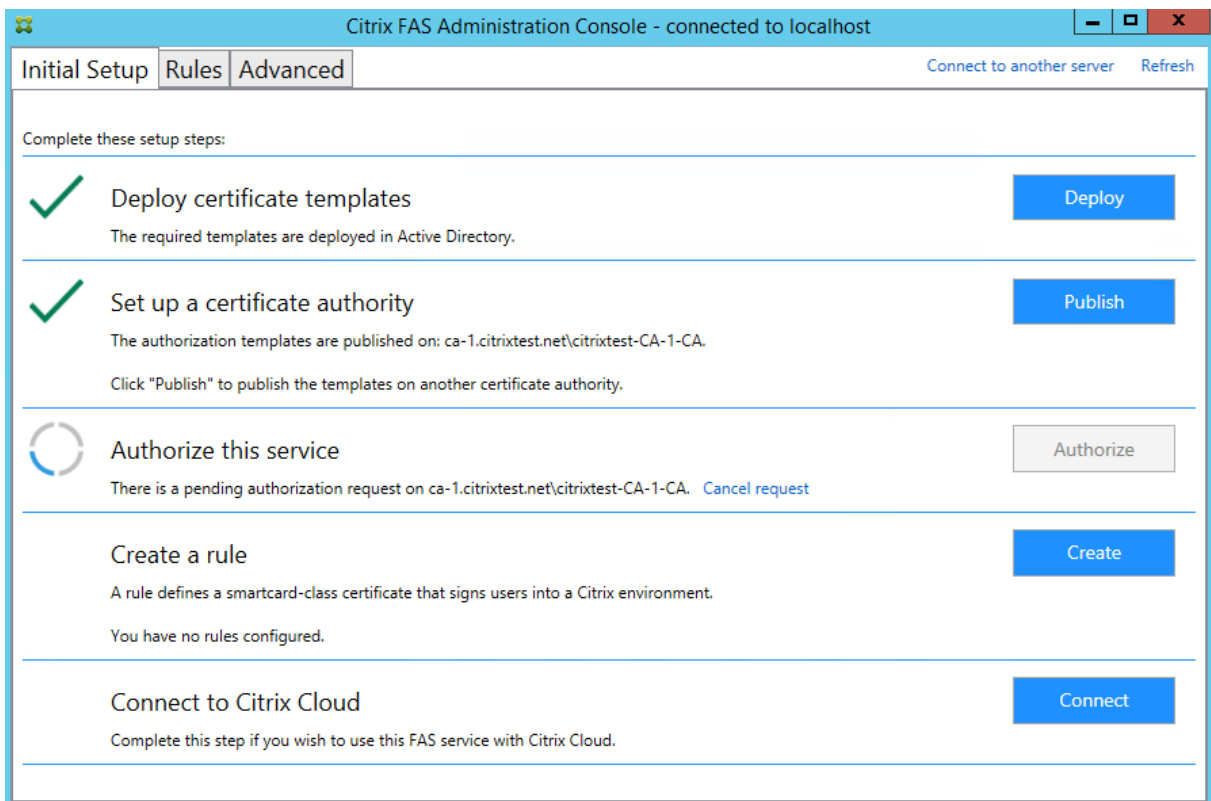 Citrix FAS Administration Console - connected to localhost
Initial Setup Rules Advanced Connect to another server Refresh
Complete these setup steps:
Deploy certificate templates
Deploy
The required templates are deployed in Active Directory.
Set up a certificate authority
Publish
The authorization templates are published on: ca-1.citrixtest.net\citrixtest-CA-1-CA.
Click "Publish" to publish the templates on another certificate authority.
Authorize this service
Authorize
There is a pending authorization request on ca-1.citrixtest.net\citrixtest-CA-1-CA. Cancel request
Create a rule
Create
A rule defines a smartcard-class certificate that signs users into a Citrix environment.
You have no rules configured.
Connect to Citrix Cloud
Connect
Complete this step if you wish to use this FAS service with Citrix Cloud.